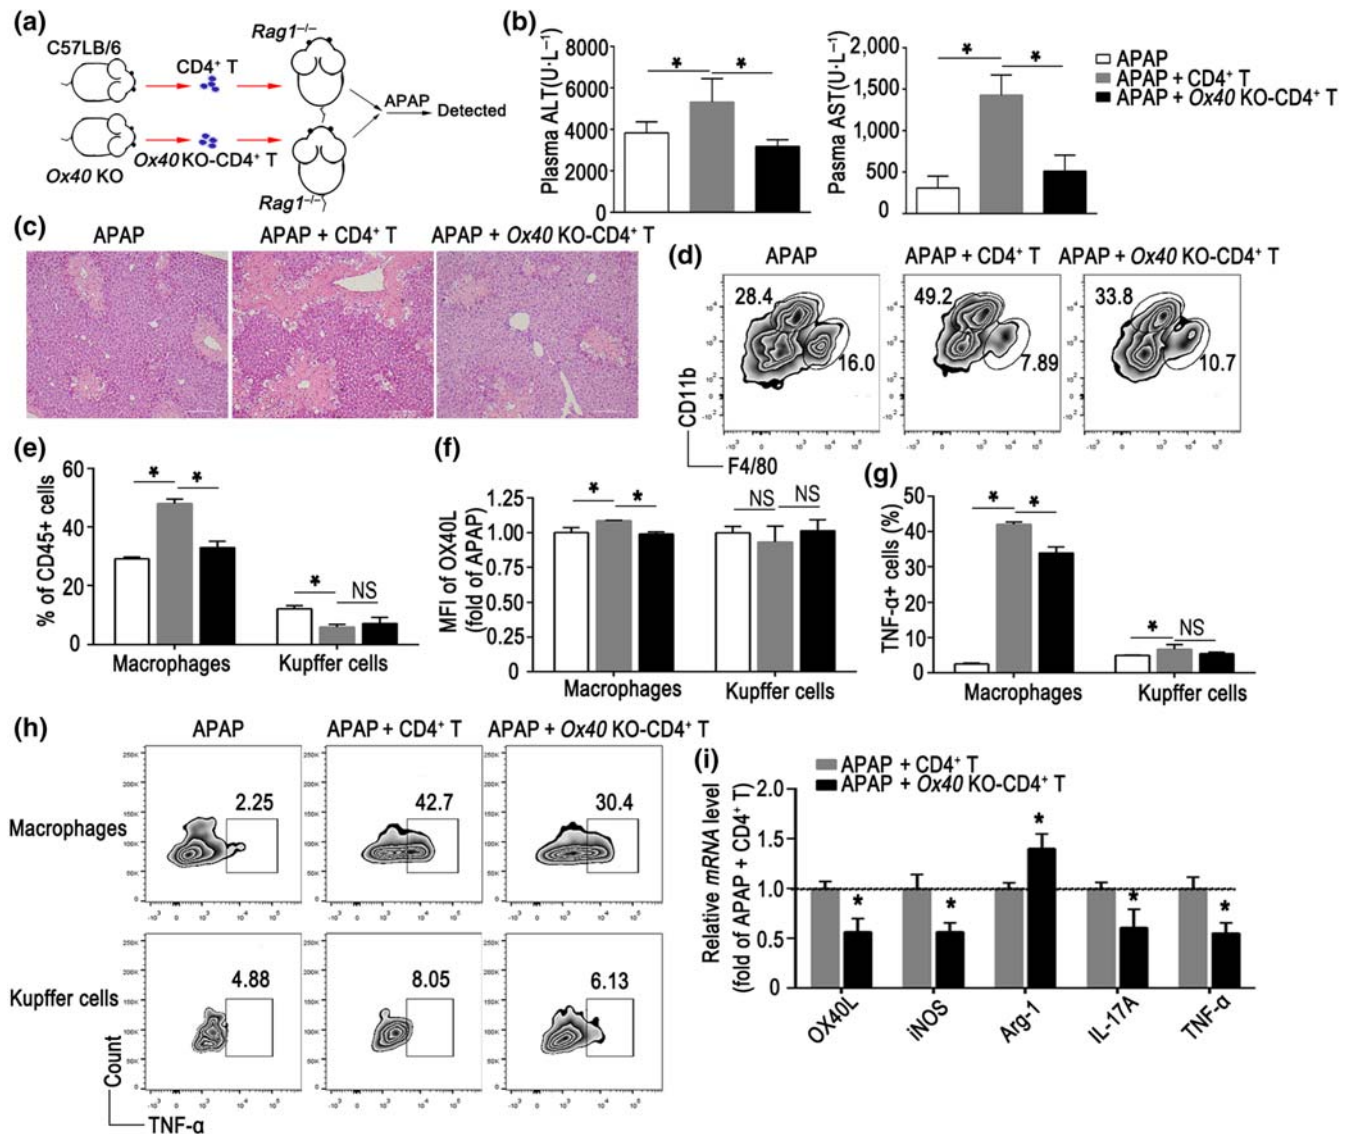 (a)
C57LB/6
CD4⁺ T
Rag1⁻/⁻
APAP
Detected
Ox40 KO
Ox40 KO-CD4⁺ T
Rag1⁻/⁻
(b)
Plasma ALT(U·L⁻¹)
8000
6000
4000
2000
0
* *
Pasma AST(U·L⁻¹)
2,000
1,500
1,000
500
0
* *
APAP
APAP + CD4⁺ T
APAP + Ox40 KO-CD4⁺ T
(c)
APAP APAP + CD4⁺ T APAP + Ox40 KO-CD4⁺ T
(d)
APAP APAP + CD4⁺ T APAP + Ox40 KO-CD4⁺ T
28.4 49.2 33.8
16.0 7.89 10.7
CD11b
F4/80
(e)
% of CD45+ cells
60
40
20
0
* * * NS
Macrophages Kupffer cells
(f)
MFI of OX40L
(fold of APAP)
1.25
1.00
0.75
0.50
0.25
0
* * NS NS
Macrophages Kupffer cells
(g)
TNF-α+ cells (%)
50
40
30
20
10
0
* * * NS
Macrophages Kupffer cells
(h)
APAP APAP + CD4⁺ T APAP + Ox40 KO-CD4⁺ T
Macrophages
2.25 42.7 30.4
Kupffer cells
4.88 8.05 6.13
Count
TNF-α
(i)
APAP + CD4⁺ T
APAP + Ox40 KO-CD4⁺ T
Relative mRNA level
(fold of APAP + CD4⁺ T)
2.0
1.5
1.0
0.5
0
* * * * *
OX40L iNOS Arg-1 IL-17A TNF-α